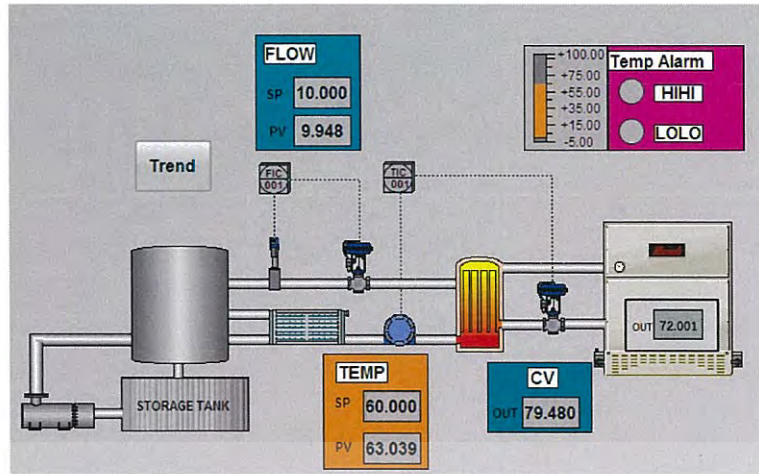 FLOW
SP 10.000
PV 9.948
+100.00
+75.00
+55.00
+35.00
+15.00
-5.00
Temp Alarm
HIHI
LOLO
Trend
FIC
001
TIC
001
OUT 72.001
STORAGE TANK
TEMP
SP 60.000
PV 63.039
CV
OUT 79.480